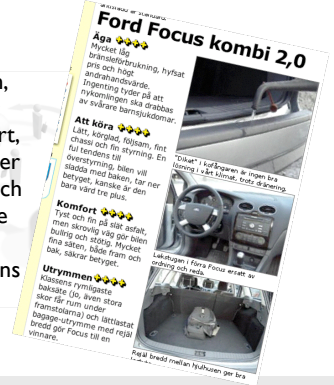 Ford Focus kombi 2,0
Äga
Mycket låg
bränsleförbrukning, hyfsat
pris och högt
andrahandsvärde.
Ingenting tyder på att
nykomlingen ska drabbas
av svårare barnsjukdomar.
Att köra
Lätt, körglad, följsam, fint
chassi och fin styrning. En
ful tendens till
överstyrning, bilen vill
sladda med baken, tar ner
betyget, kanske är den
bara värd tre plus.
Komfort
Tyst och fin på slät asfalt,
men skrovlig väg gör bilen
bullrig och stötig. Mycket
fina säten, både fram och
bak, säkrar betyget.
Utrymmen
Klassens rymligaste
baksäte (jo, även stora
skor får rum under
framstolarna) och lättlastat
bagage-utrymme med rejäl
bredd gör Focus till en
vinnare.
"Diket" i kofångaren är ingen bra
lösning i vårt klimat, trots dränering.
Lekstugan i förra Focus ersatt av
ordning och reda.
Rejäl bredd mellan hjulhusen ger bra